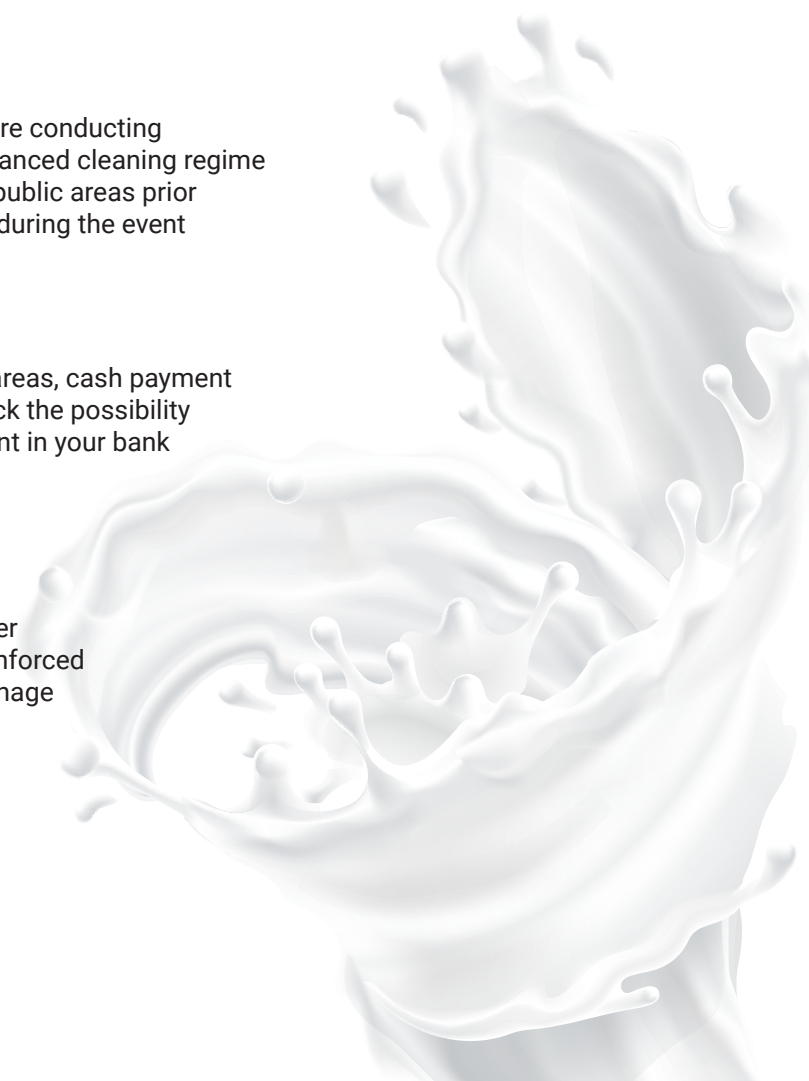 re conducting
anced cleaning regime
public areas prior
during the event
areas, cash payment
ck the possibility
nt in your bank
er
nforced
nage